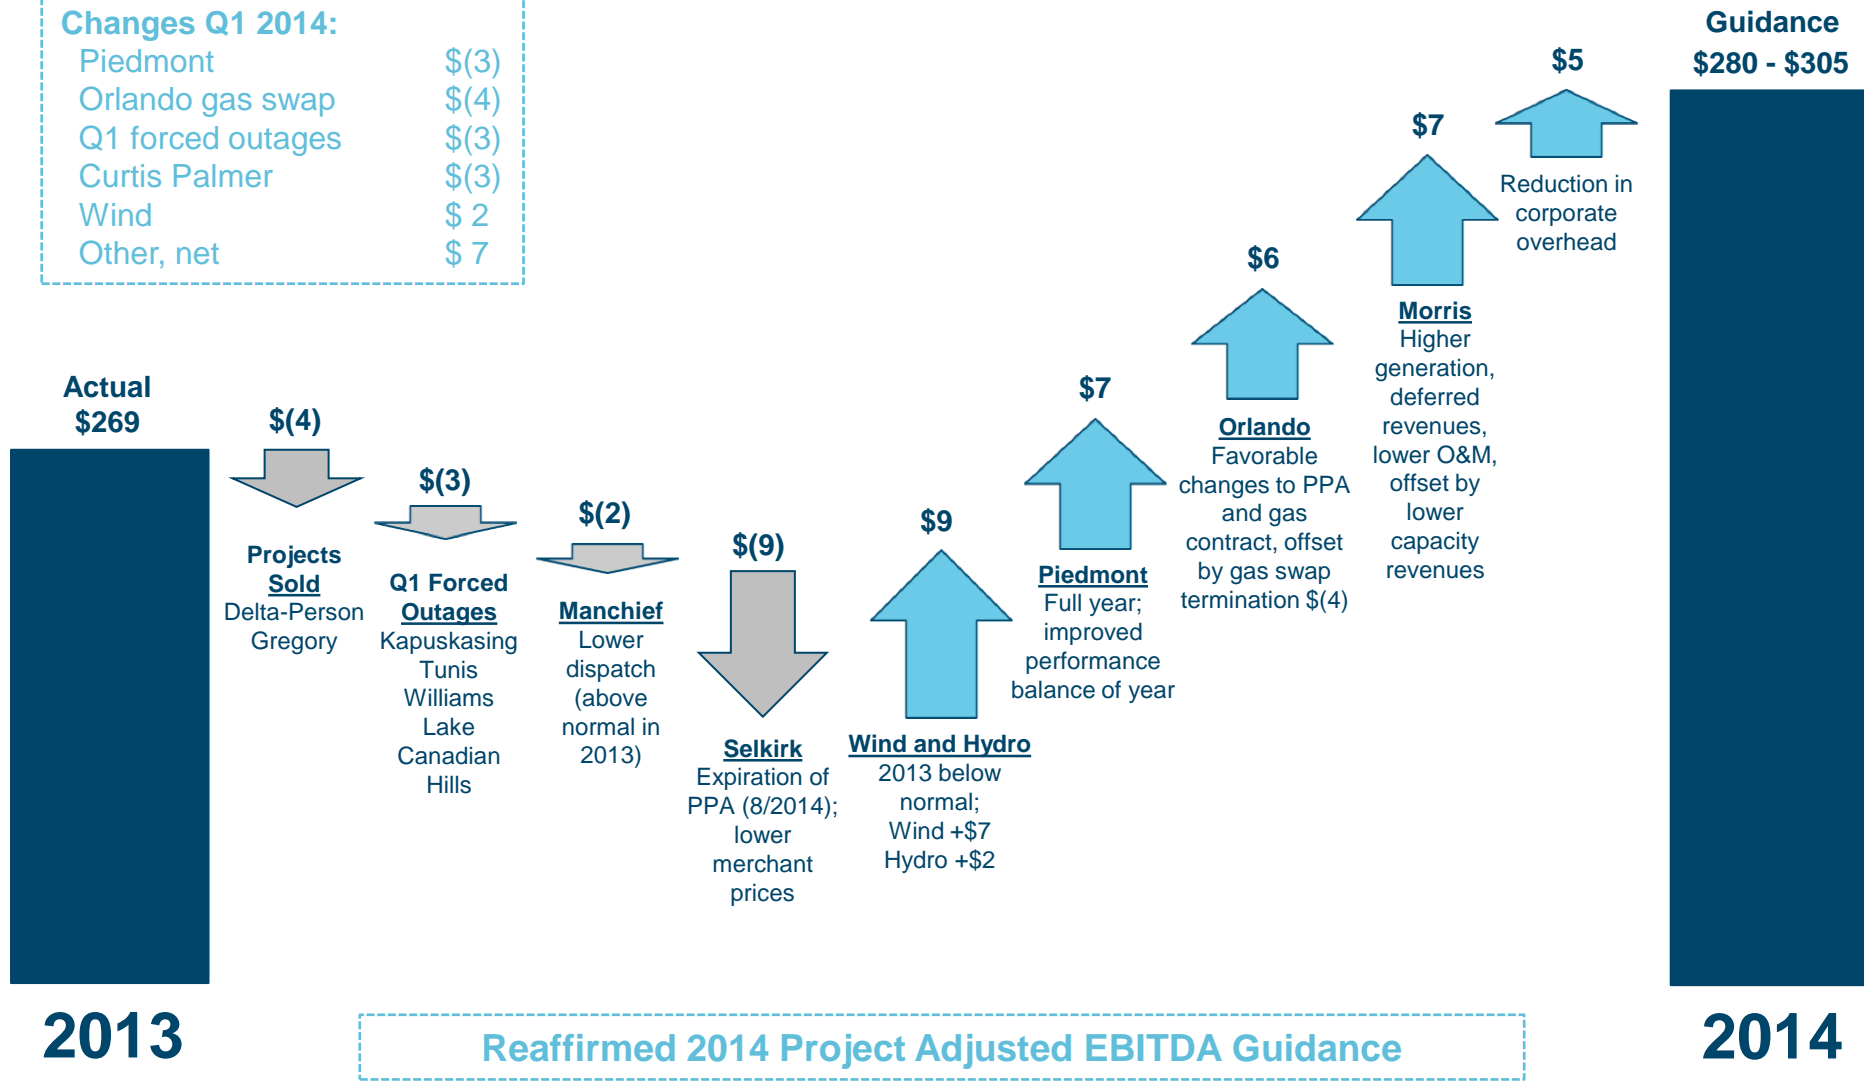 Changes Q1 2014:
Piedmont $(3)
Orlando gas swap $(4)
Q1 forced outages $(3)
Curtis Palmer $(3)
Wind $ 2
Other, net $ 7
Actual
$269
$(4)
Projects
Sold
Delta-Person
Gregory
$(3)
Q1 Forced
Outages
Kapuskasing
Tunis
Williams
Lake
Canadian
Hills
$(2)
Manchief
Lower
dispatch
(above
normal in
2013)
$(9)
Selkirk
Expiration of
PPA (8/2014);
lower
merchant
prices
$9
Wind and Hydro
2013 below
normal;
Wind +$7
Hydro +$2
$7
Piedmont
Full year;
improved
performance
balance of year
$6
Orlando
Favorable
changes to PPA
and gas
contract, offset
by gas swap
termination $(4)
$7
Morris
Higher
generation,
deferred
revenues,
lower O&M,
offset by
lower
capacity
revenues
$5
Reduction in
corporate
overhead
Guidance
$280 - $305
2013
Reaffirmed 2014 Project Adjusted EBITDA Guidance
2014